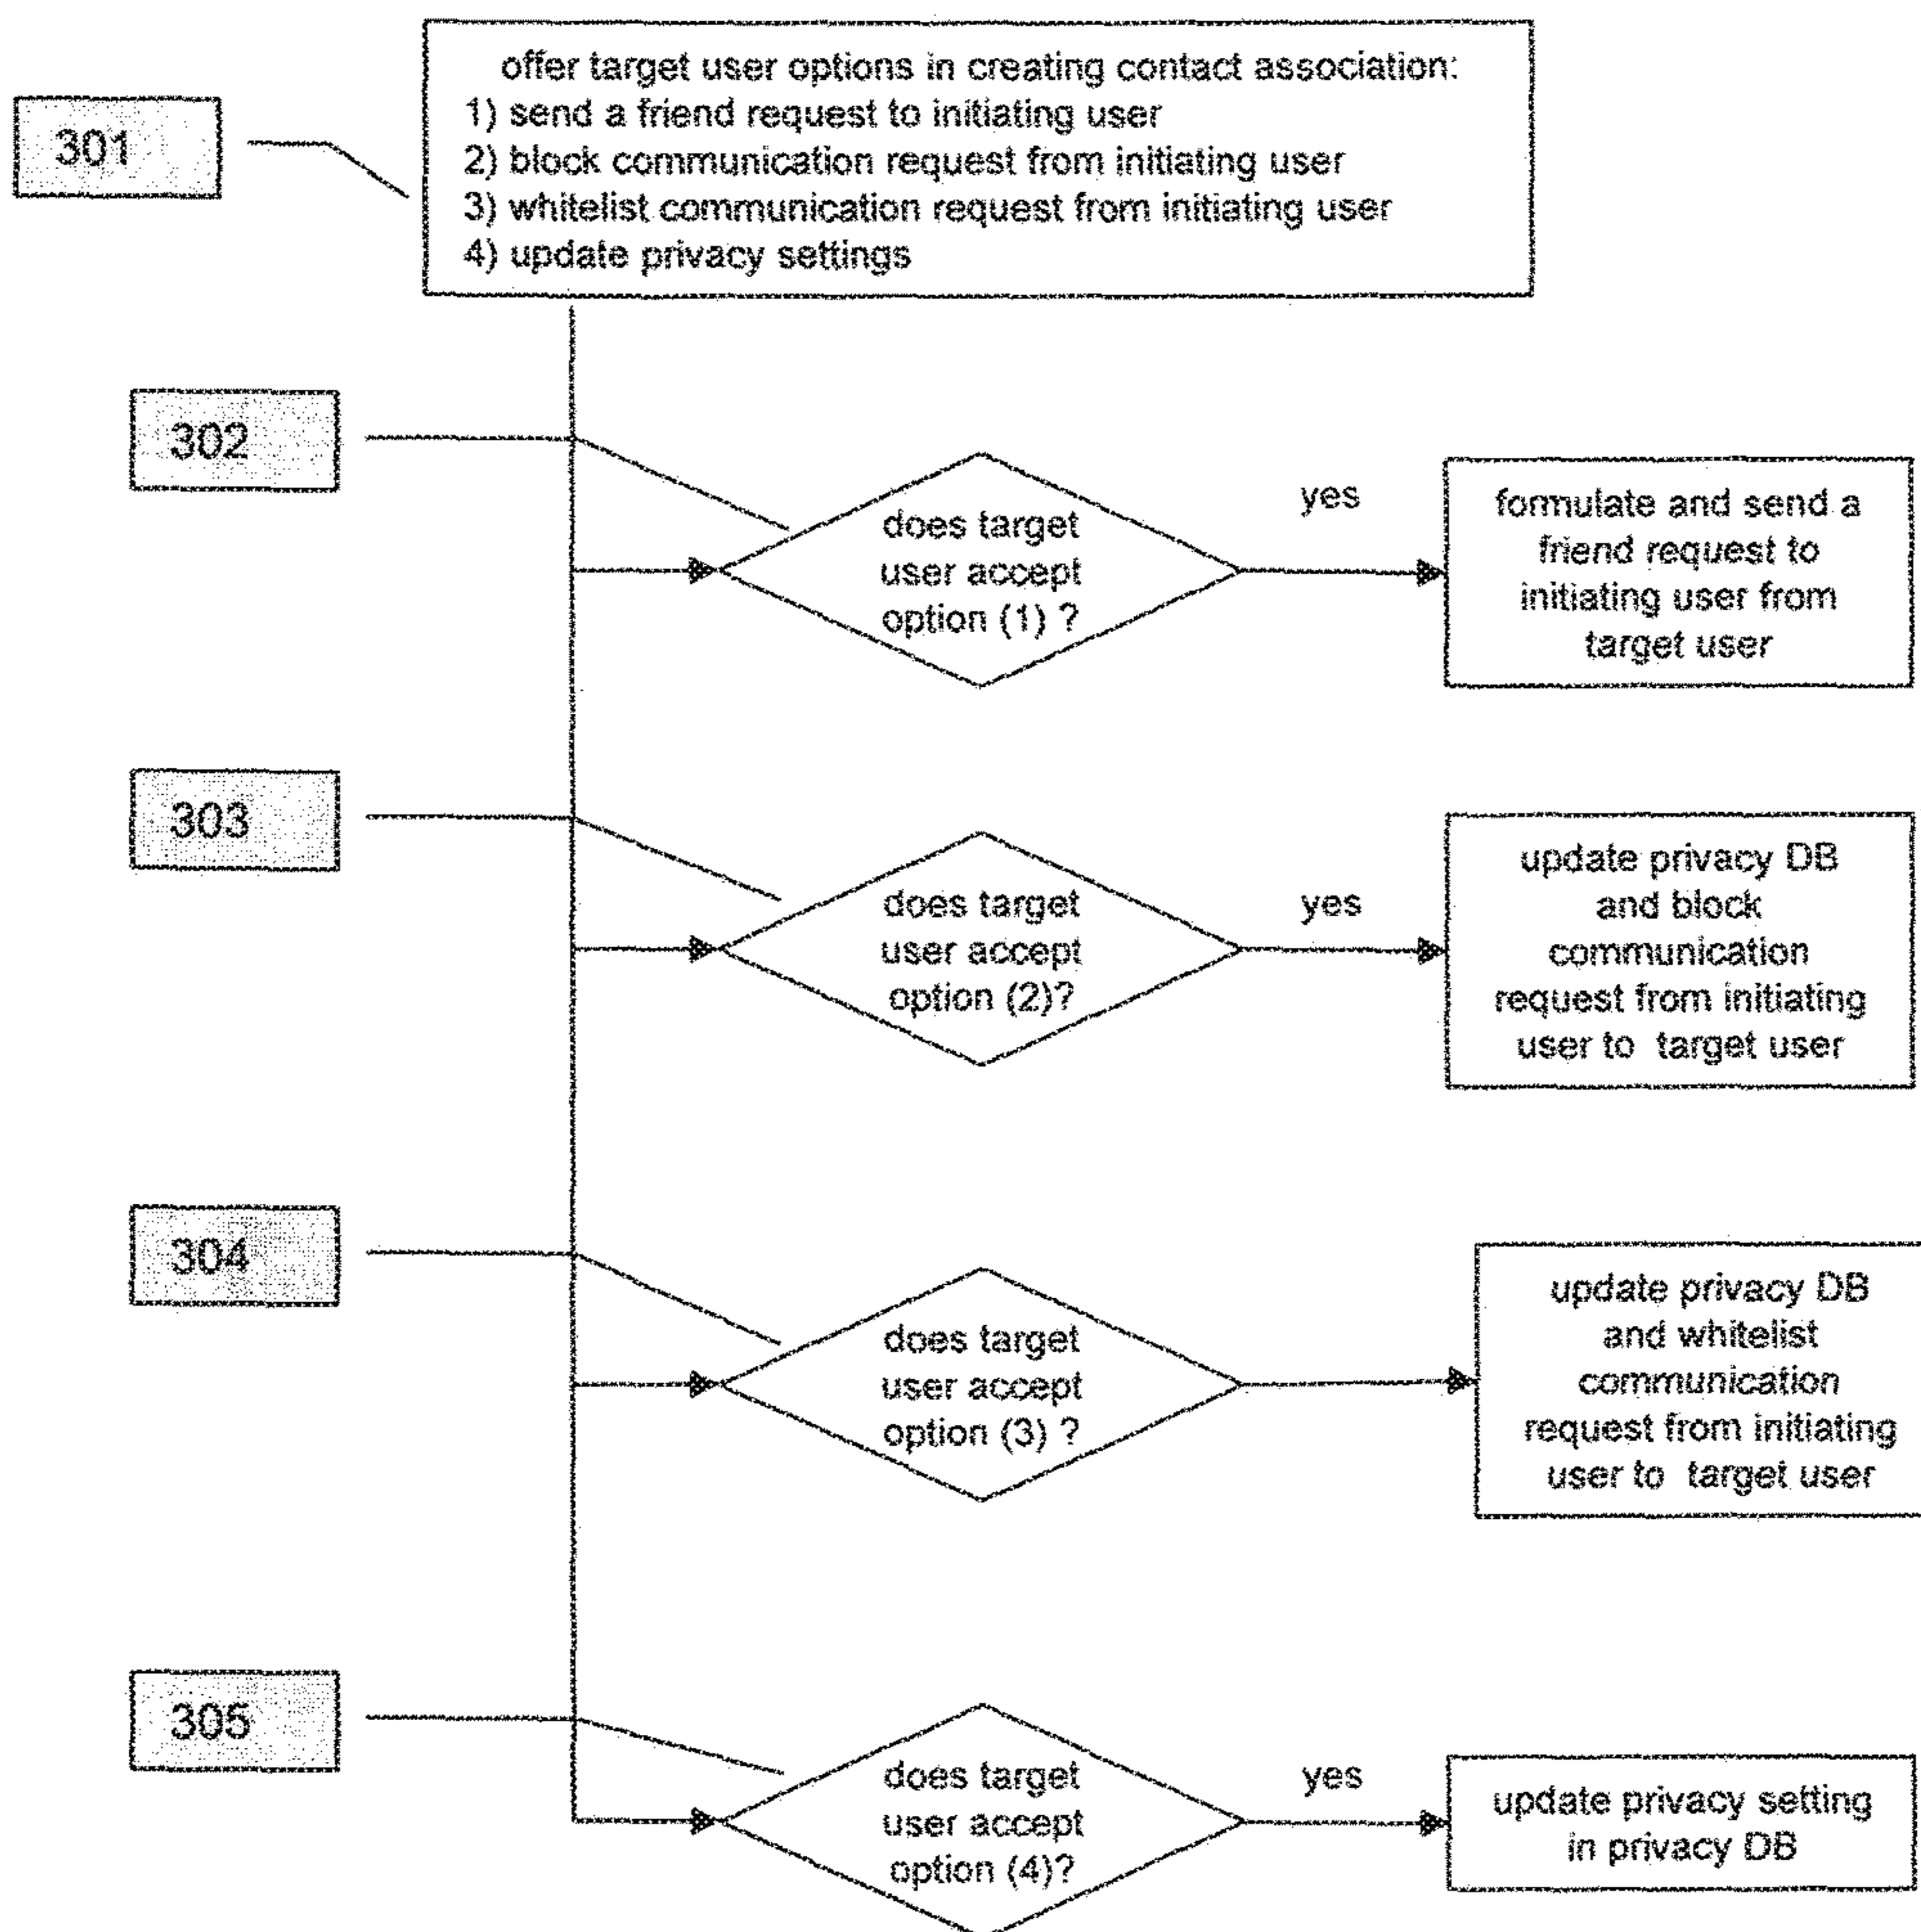 301
offer target user options in creating contact association:
1) send a friend request to initiating user
2) block communication request from initiating user
3) whitelist communication request from initiating user
4) update privacy settings
302
does target
user accept
option (1) ?
yes
formulate and send a
friend request to
initiating user from
target user
303
does target
user accept
option (2)?
yes
update privacy DB
and block
communication
request from initiating
user to target user
304
does target
user accept
option (3) ?
update privacy DB
and whitelist
communication
request from initiating
user to target user
305
does target
user accept
option (4)?
yes
update privacy setting
in privacy DB